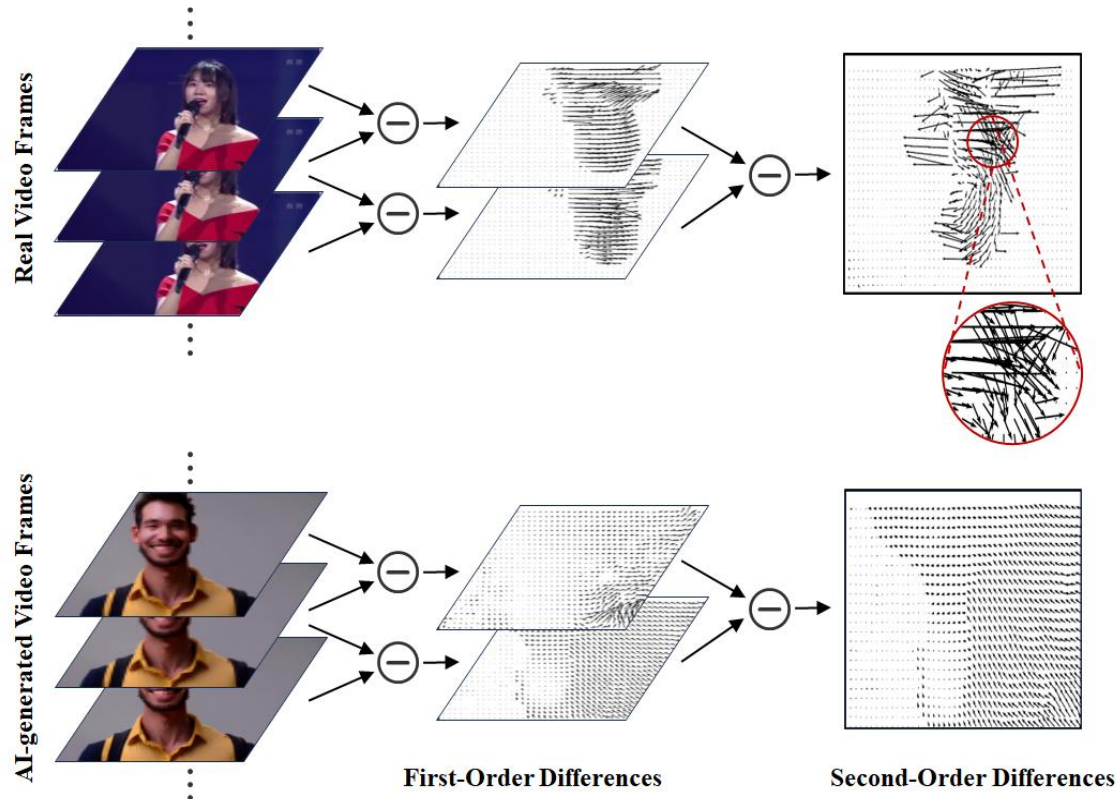 Real Video Frames
AI-generated Video Frames
First-Order Differences
Second-Order Differences